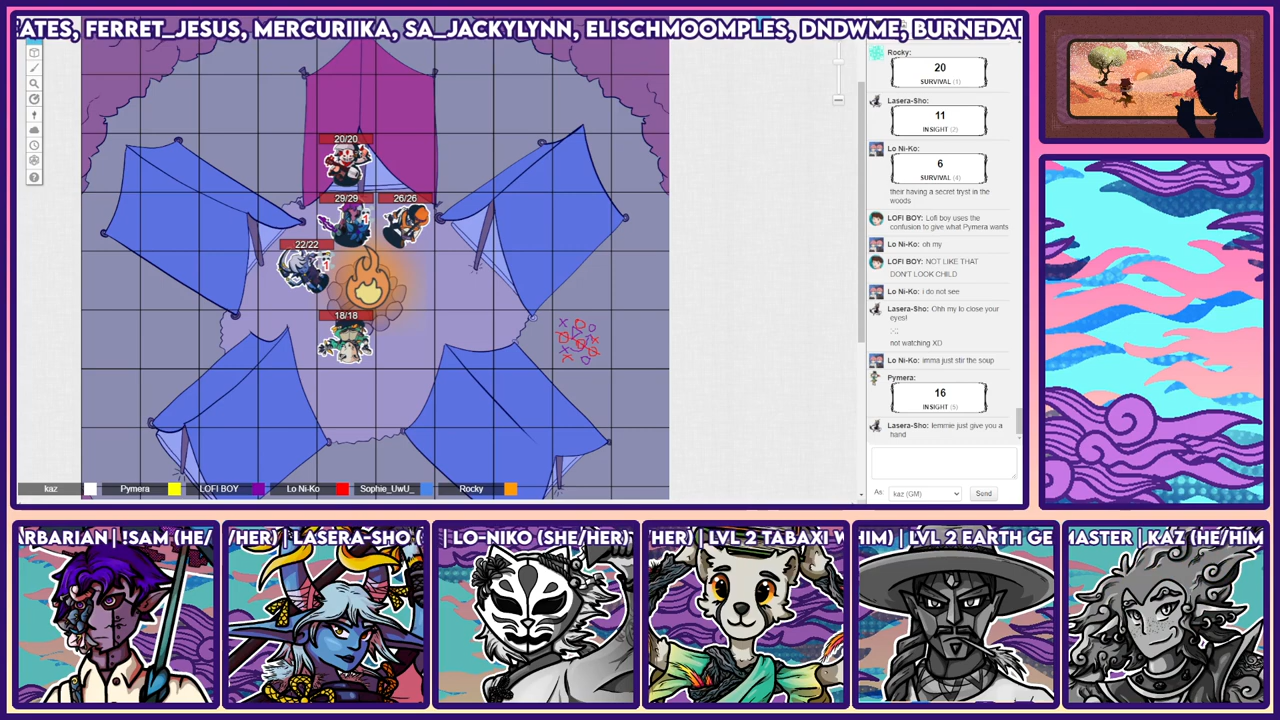 EATES, FERRET_JESUS, MERCURIIKA, SA_JACKYLYNN, ELISCHMOOMPLES, DNDWME, BURNEDA
20/20
29/29
26/26
22/22
18/18
kaz
Pymera
LOFI BOY
Lo Ni-Ko
Sophie_UwU_
Rocky
Rocky:
20
SURVIVAL (1)
Lasera-Sho:
11
INSIGHT (2)
Lo Ni-Ko:
6
SURVIVAL (4)
their having a secret tryst in the
woods
LOFI BOY: Lofi boy uses the
confusion to give what Pymera wants
Lo Ni-Ko: oh my
LOFI BOY: NOT LIKE THAT
DON'T LOOK CHILD
Lo Ni-Ko: i do not see
Lasera-Sho: Ohh my lo close your
eyes!
:-;
not watching XD
Lo Ni-Ko: imma just stir the soup
Pymera:
16
INSIGHT (5)
Lasera-Sho: lemmie just give you a
hand
As: kaz (GM) Send
ARBARIAN | !SAM (HE/
/HER) | LASERA-SHO (
| LO-NIKO (SHE/HER)
HER) | LVL 2 TABAXI W
HIM) | LVL 2 EARTH GE
MASTER | KAZ (HE/HIM